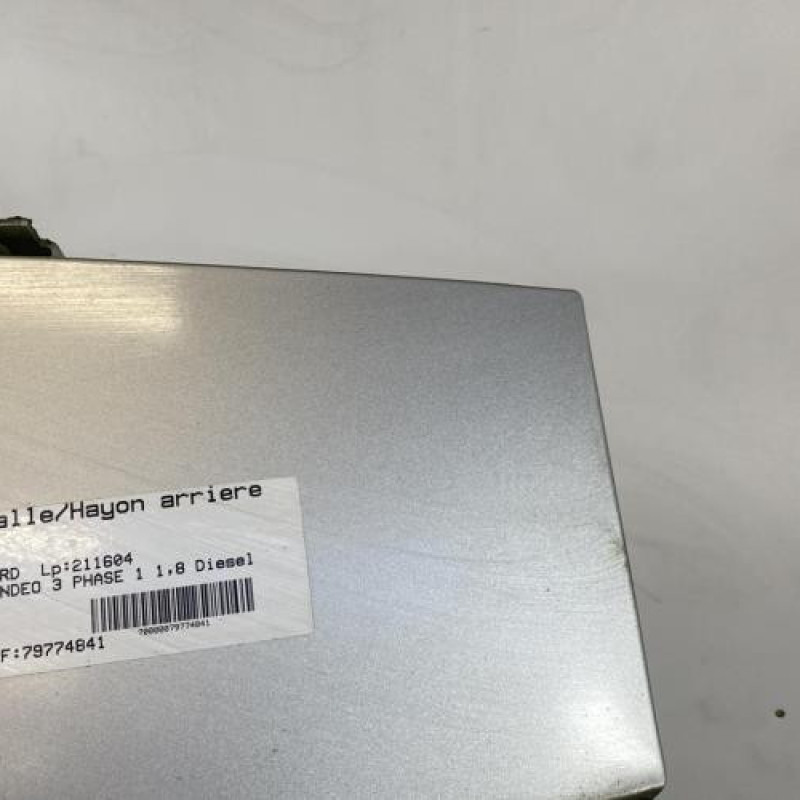 alle/Hayon arriere
RD Lp:211604
NDEO 3 PHASE 1 1,8 Diesel
70000079774841
F:79774841